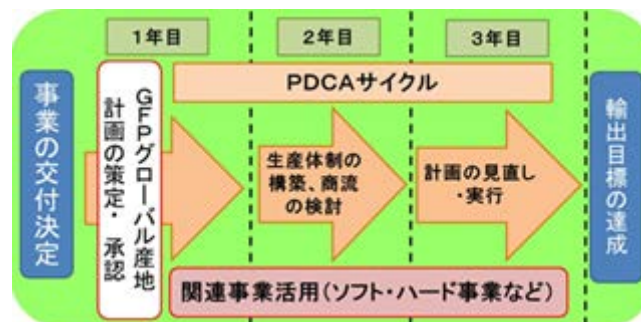 1年目
2年目
3年目
PDCAサイクル
事業の交付決定
GFPグローバル産地
計画の策定・承認
生産体制の
構築、商流
の検討
計画の見直し
・実行
輸出目標の達成
関連事業活用(ソフト・ハード事業など)